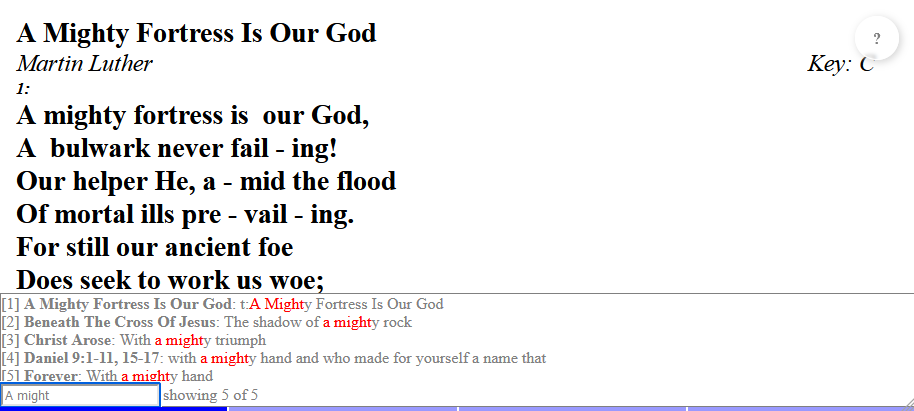 A Mighty Fortress Is Our God
?
Martin Luther
Key: C
1:
A mighty fortress is  our God,
A  bulwark never fail - ing!
Our helper He, a - mid the flood
Of mortal ills pre - vail - ing.
For still our ancient foe
Does seek to work us woe;
[1] A Mighty Fortress Is Our God: t:A Mighty Fortress Is Our God
[2] Beneath The Cross Of Jesus: The shadow of a mighty rock
[3] Christ Arose: With a mighty triumph
[4] Daniel 9:1-11, 15-17: with a mighty hand and who made for yourself a name that
[5] Forever: With a mighty hand
A might showing 5 of 5